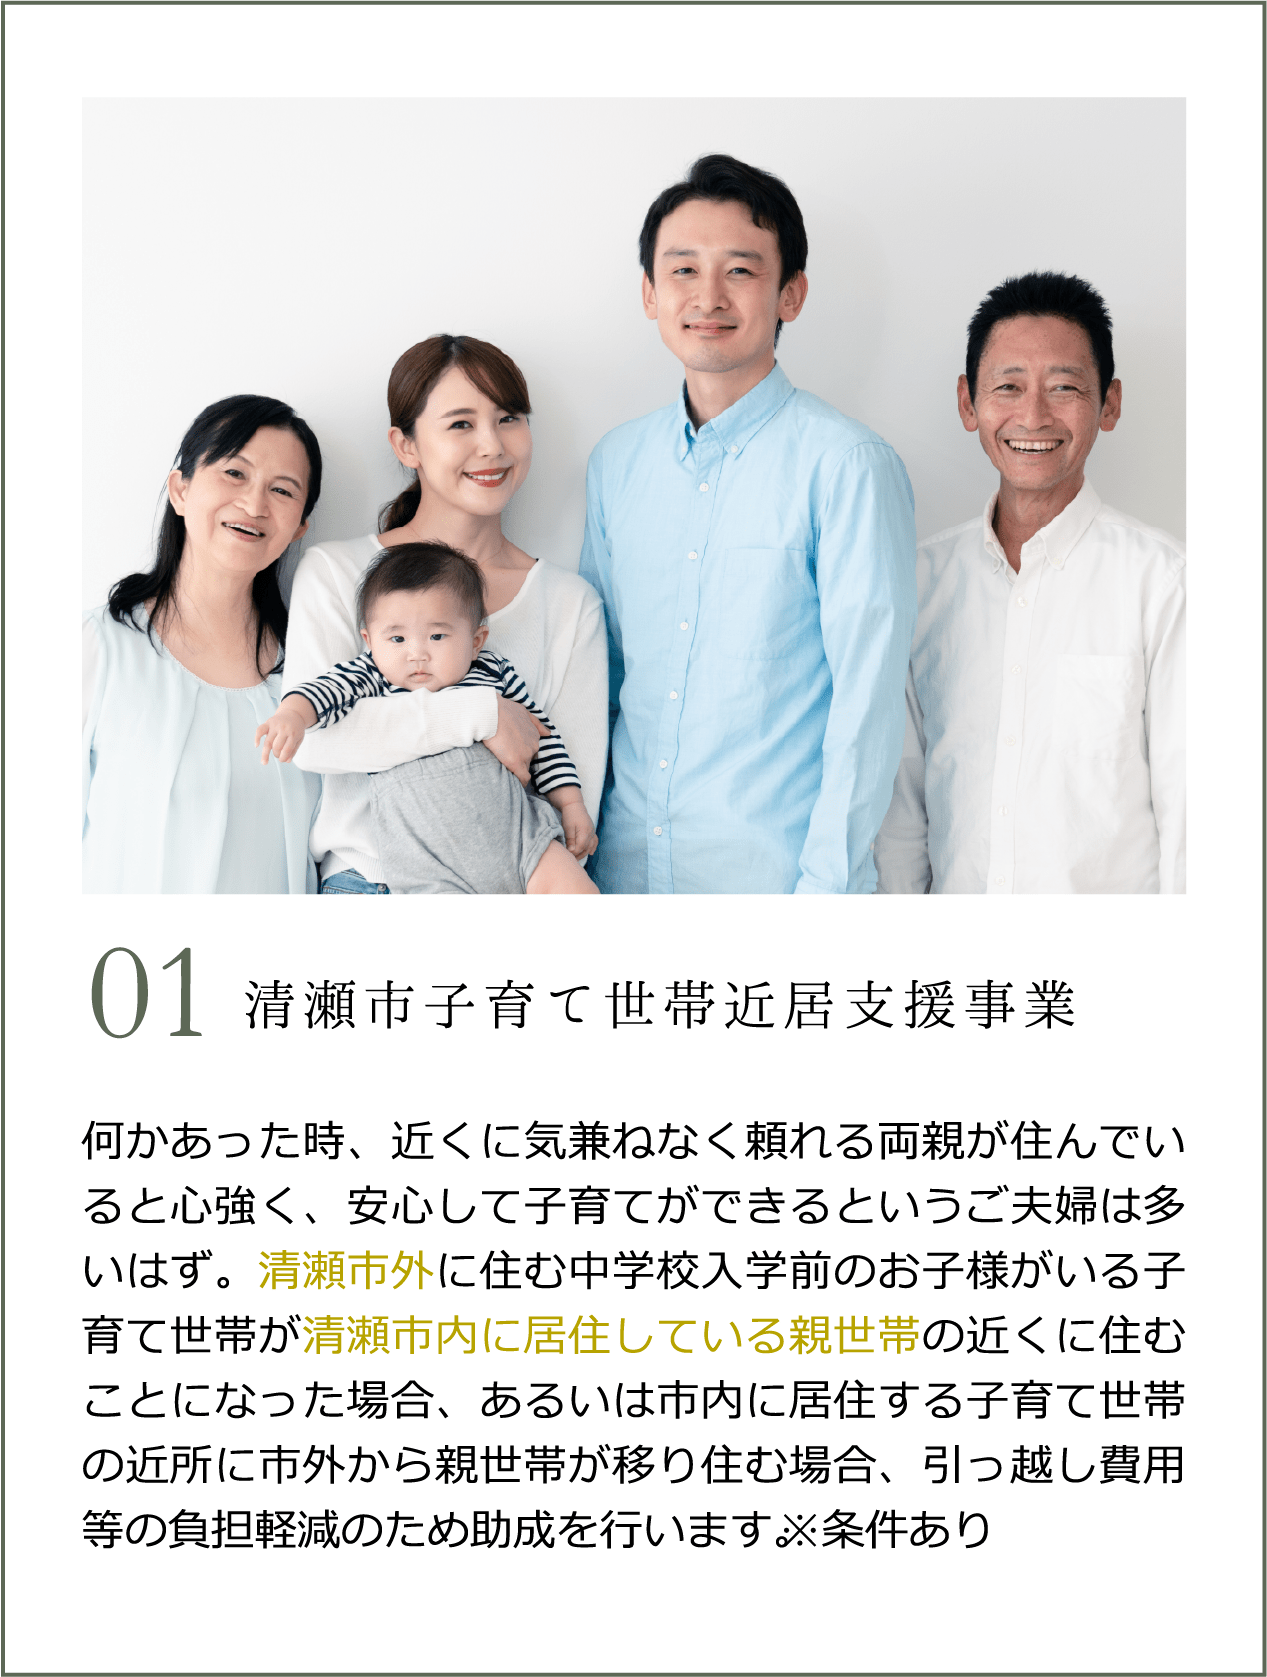 01 清瀬市子育て世帯近居支援事業
何かあった時、近くに気兼ねなく頼れる両親が住んでい
ると心強く、安心して子育てができるというご夫婦は多
いはず。清瀬市外に住む中学校入学前のお子様がいる子
育て世帯が清瀬市内に居住している親世帯の近くに住む
ことになった場合、あるいは市内に居住する子育て世帯
の近所に市外から親世帯が移り住む場合、引っ越し費用
等の負担軽減のため助成を行います。※条件あり